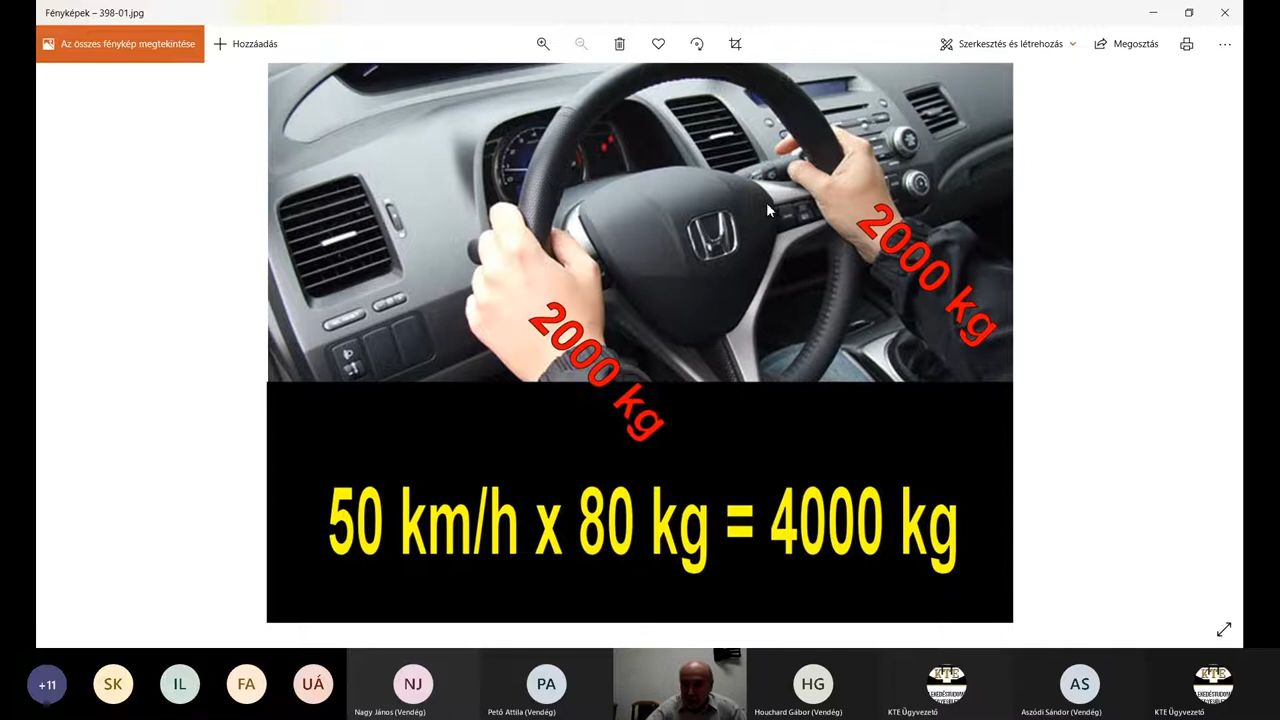 Fényképek – 398-01.jpg
Az összes fénykép megtekintése
Hozzáadás
Szerkesztés és létrehozás
Megosztás
2000 kg
2000 kg
50 km/h x 80 kg = 4000 kg
+11
SK
IL
FA
UÁ
NJ
PA
HG
KTE
AS
KTE
Nagy János (Vendég)
Pető Attila (Vendég)
Houchard Gábor (Vendég)
KTE Ügyvezető
Aszódi Sándor (Vendég)
KTE Ügyvezető